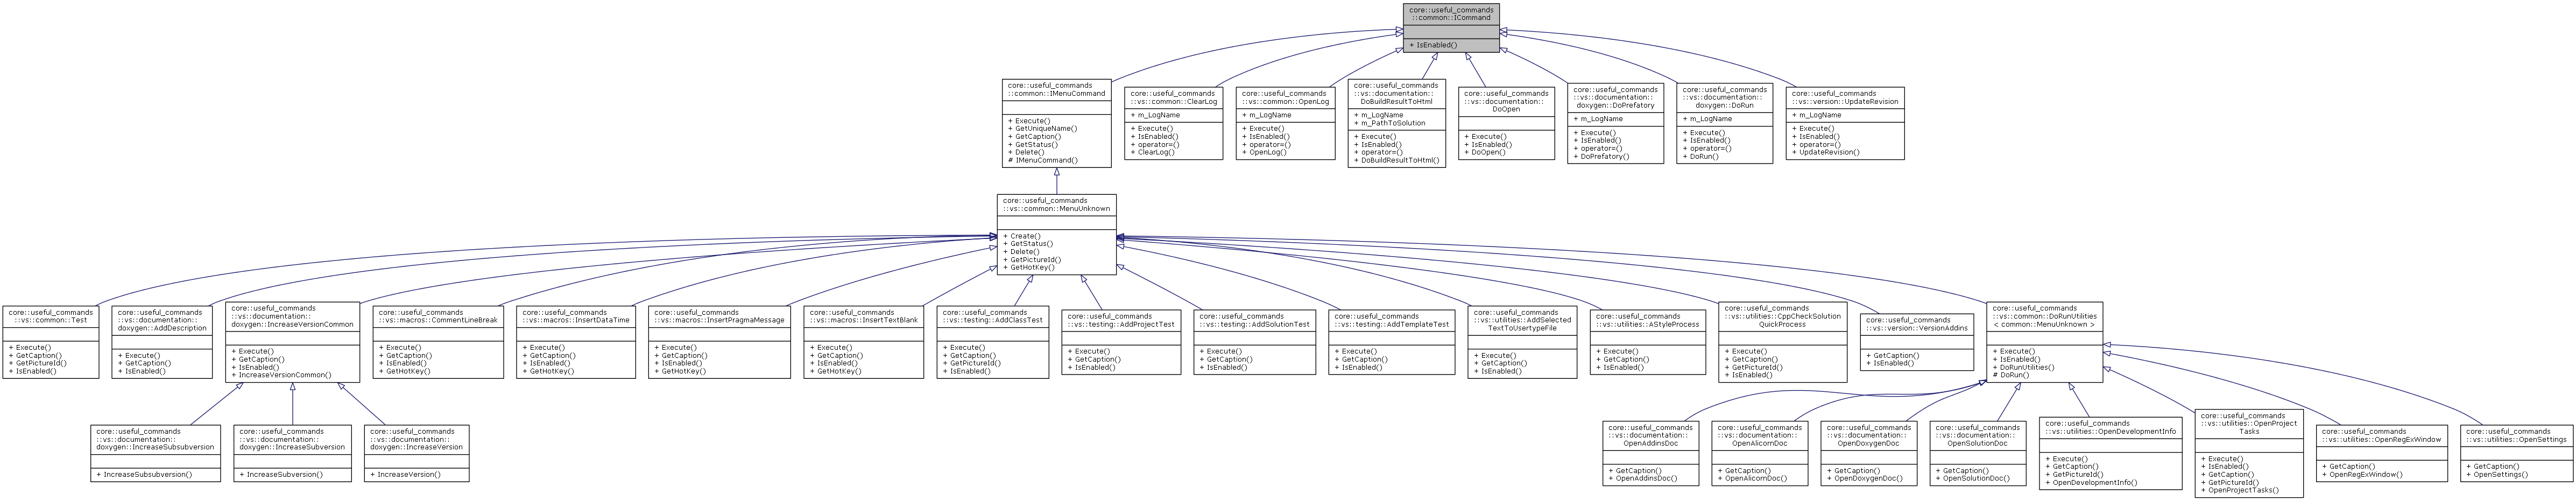 core::useful_commands
::common::ICommand
+ IsEnabled()
core::useful_commands
::common::IMenuCommand
+ Execute()
+ GetUniqueName()
+ GetCaption()
+ GetStatus()
+ Delete()
# IMenuCommand()
core::useful_commands
::vs::common::ClearLog
+ m_LogName
+ Execute()
+ IsEnabled()
+ operator=()
+ ClearLog()
core::useful_commands
::vs::common::OpenLog
+ m_LogName
+ Execute()
+ IsEnabled()
+ operator=()
+ OpenLog()
core::useful_commands
::vs::documentation::
DoBuildResultToHtml
+ m_LogName
+ m_PathToSolution
+ Execute()
+ IsEnabled()
+ operator=()
+ DoBuildResultToHtml()
core::useful_commands
::vs::documentation::
DoOpen
+ Execute()
+ IsEnabled()
+ DoOpen()
core::useful_commands
::vs::documentation::
doxygen::DoPrefatory
+ m_LogName
+ Execute()
+ IsEnabled()
+ operator=()
+ DoPrefatory()
core::useful_commands
::vs::documentation::
doxygen::DoRun
+ m_LogName
+ Execute()
+ IsEnabled()
+ operator=()
+ DoRun()
core::useful_commands
::vs::version::UpdateRevision
+ m_LogName
+ Execute()
+ IsEnabled()
+ operator=()
+ UpdateRevision()
core::useful_commands
::vs::common::MenuUnknown
+ Create()
+ GetStatus()
+ Delete()
+ GetPictureId()
+ GetHotKey()
core::useful_commands
::vs::common::Test
+ Execute()
+ GetCaption()
+ GetPictureId()
+ IsEnabled()
core::useful_commands
::vs::documentation::
doxygen::AddDescription
+ Execute()
+ GetCaption()
+ IsEnabled()
core::useful_commands
::vs::documentation::
doxygen::IncreaseVersionCommon
+ Execute()
+ GetCaption()
+ IsEnabled()
+ IncreaseVersionCommon()
core::useful_commands
::vs::macros::CommentLineBreak
+ Execute()
+ GetCaption()
+ IsEnabled()
+ GetHotKey()
core::useful_commands
::vs::macros::InsertDataTime
+ Execute()
+ GetCaption()
+ IsEnabled()
+ GetHotKey()
core::useful_commands
::vs::macros::InsertPragmaMessage
+ Execute()
+ GetCaption()
+ IsEnabled()
+ GetHotKey()
core::useful_commands
::vs::macros::InsertTextBlank
+ Execute()
+ GetCaption()
+ IsEnabled()
+ GetHotKey()
core::useful_commands
::vs::testing::AddClassTest
+ Execute()
+ GetCaption()
+ GetPictureId()
+ IsEnabled()
core::useful_commands
::vs::testing::AddProjectTest
+ Execute()
+ GetCaption()
+ IsEnabled()
core::useful_commands
::vs::testing::AddSolutionTest
+ Execute()
+ GetCaption()
+ IsEnabled()
core::useful_commands
::vs::testing::AddTemplateTest
+ Execute()
+ GetCaption()
+ IsEnabled()
core::useful_commands
::vs::utilities::AddSelected
TextToUsertypeFile
+ Execute()
+ GetCaption()
+ IsEnabled()
core::useful_commands
::vs::utilities::AStyleProcess
+ Execute()
+ GetCaption()
+ IsEnabled()
core::useful_commands
::vs::utilities::CppCheckSolution
QuickProcess
+ Execute()
+ GetCaption()
+ GetPictureId()
+ IsEnabled()
core::useful_commands
::vs::version::VersionAddins
+ GetCaption()
+ IsEnabled()
core::useful_commands
::vs::common::DoRunUtilities
< common::MenuUnknown >
+ Execute()
+ IsEnabled()
+ DoRunUtilities()
# DoRun()
core::useful_commands
::vs::documentation::
doxygen::IncreaseSubsubversion
+ IncreaseSubsubversion()
core::useful_commands
::vs::documentation::
doxygen::IncreaseSubversion
+ IncreaseSubversion()
core::useful_commands
::vs::documentation::
doxygen::IncreaseVersion
+ IncreaseVersion()
core::useful_commands
::vs::documentation::
OpenAddinsDoc
+ GetCaption()
+ OpenAddinsDoc()
core::useful_commands
::vs::documentation::
OpenAlicornDoc
+ GetCaption()
+ OpenAlicornDoc()
core::useful_commands
::vs::documentation::
OpenDoxygenDoc
+ GetCaption()
+ OpenDoxygenDoc()
core::useful_commands
::vs::documentation::
OpenSolutionDoc
+ GetCaption()
+ OpenSolutionDoc()
core::useful_commands
::vs::utilities::OpenDevelopmentInfo
+ Execute()
+ GetCaption()
+ GetPictureId()
+ OpenDevelopmentInfo()
core::useful_commands
::vs::utilities::OpenProject
Tasks
+ Execute()
+ IsEnabled()
+ GetCaption()
+ GetPictureId()
+ OpenProjectTasks()
core::useful_commands
::vs::utilities::OpenRegExWindow
+ GetCaption()
+ OpenRegExWindow()
core::useful_commands
::vs::utilities::OpenSettings
+ GetCaption()
+ OpenSettings()